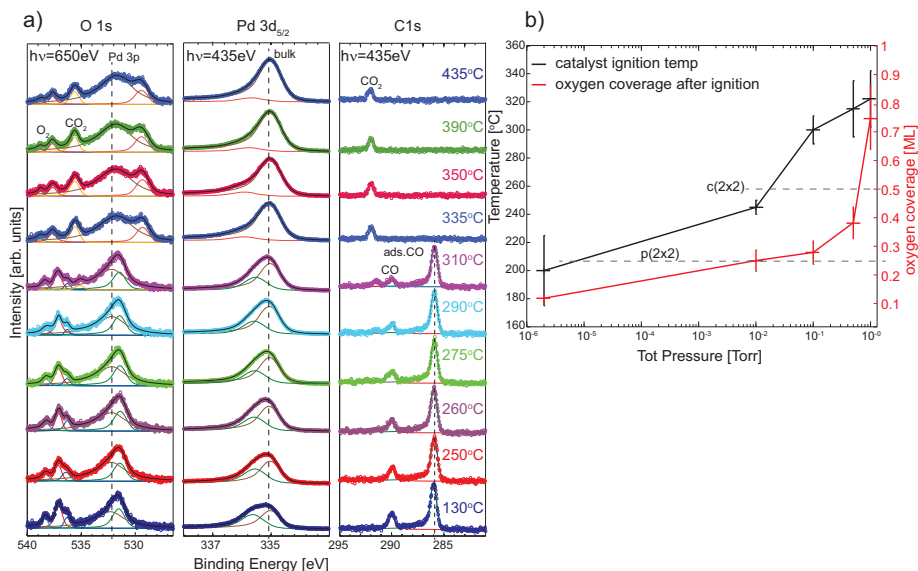 a)
O 1s
Pd 3d5/2
C1s
hν=650eV
Pd 3p
hν=435eV
bulk
hν=435eV
CO2
435°C
O2
CO2
390°C
350°C
335°C
ads.CO
CO
310°C
290°C
275°C
260°C
250°C
130°C
Intensity [arb. units]
540 535 530
337 335
295 290 285
Binding Energy [eV]
b)
catalyst ignition temp
oxygen coverage after ignition
c(2x2)
p(2x2)
Temperature [°C]
360
340
320
300
280
260
240
220
200
180
160
oxygen coverage [ML]
1
0.9
0.8
0.7
0.6
0.5
0.4
0.3
0.2
0.1
10-6 10-5 10-4 10-3 10-2 10-1 10-0
Tot Pressure [Torr]